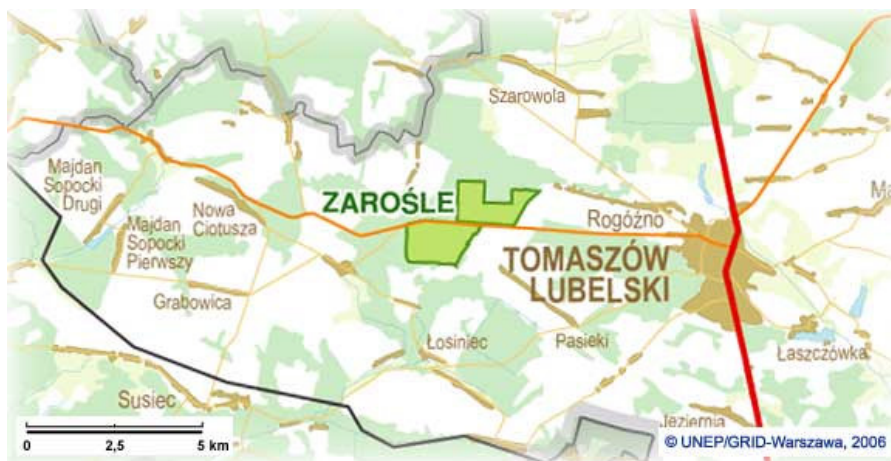 Szarowola
Majdan
Sopocki
Drugi
Nowa
Ciotusza
ZAROŚLE
Rogóźno
Majdan
Sopocki
Pierwszy
TOMASZÓW
LUBELSKI
Grabowica
Łosiniec
Pasieki
Łaszczówka
Susiec
Jeziernia
0 2,5 5 km
© UNEP/GRID-Warszawa, 2006